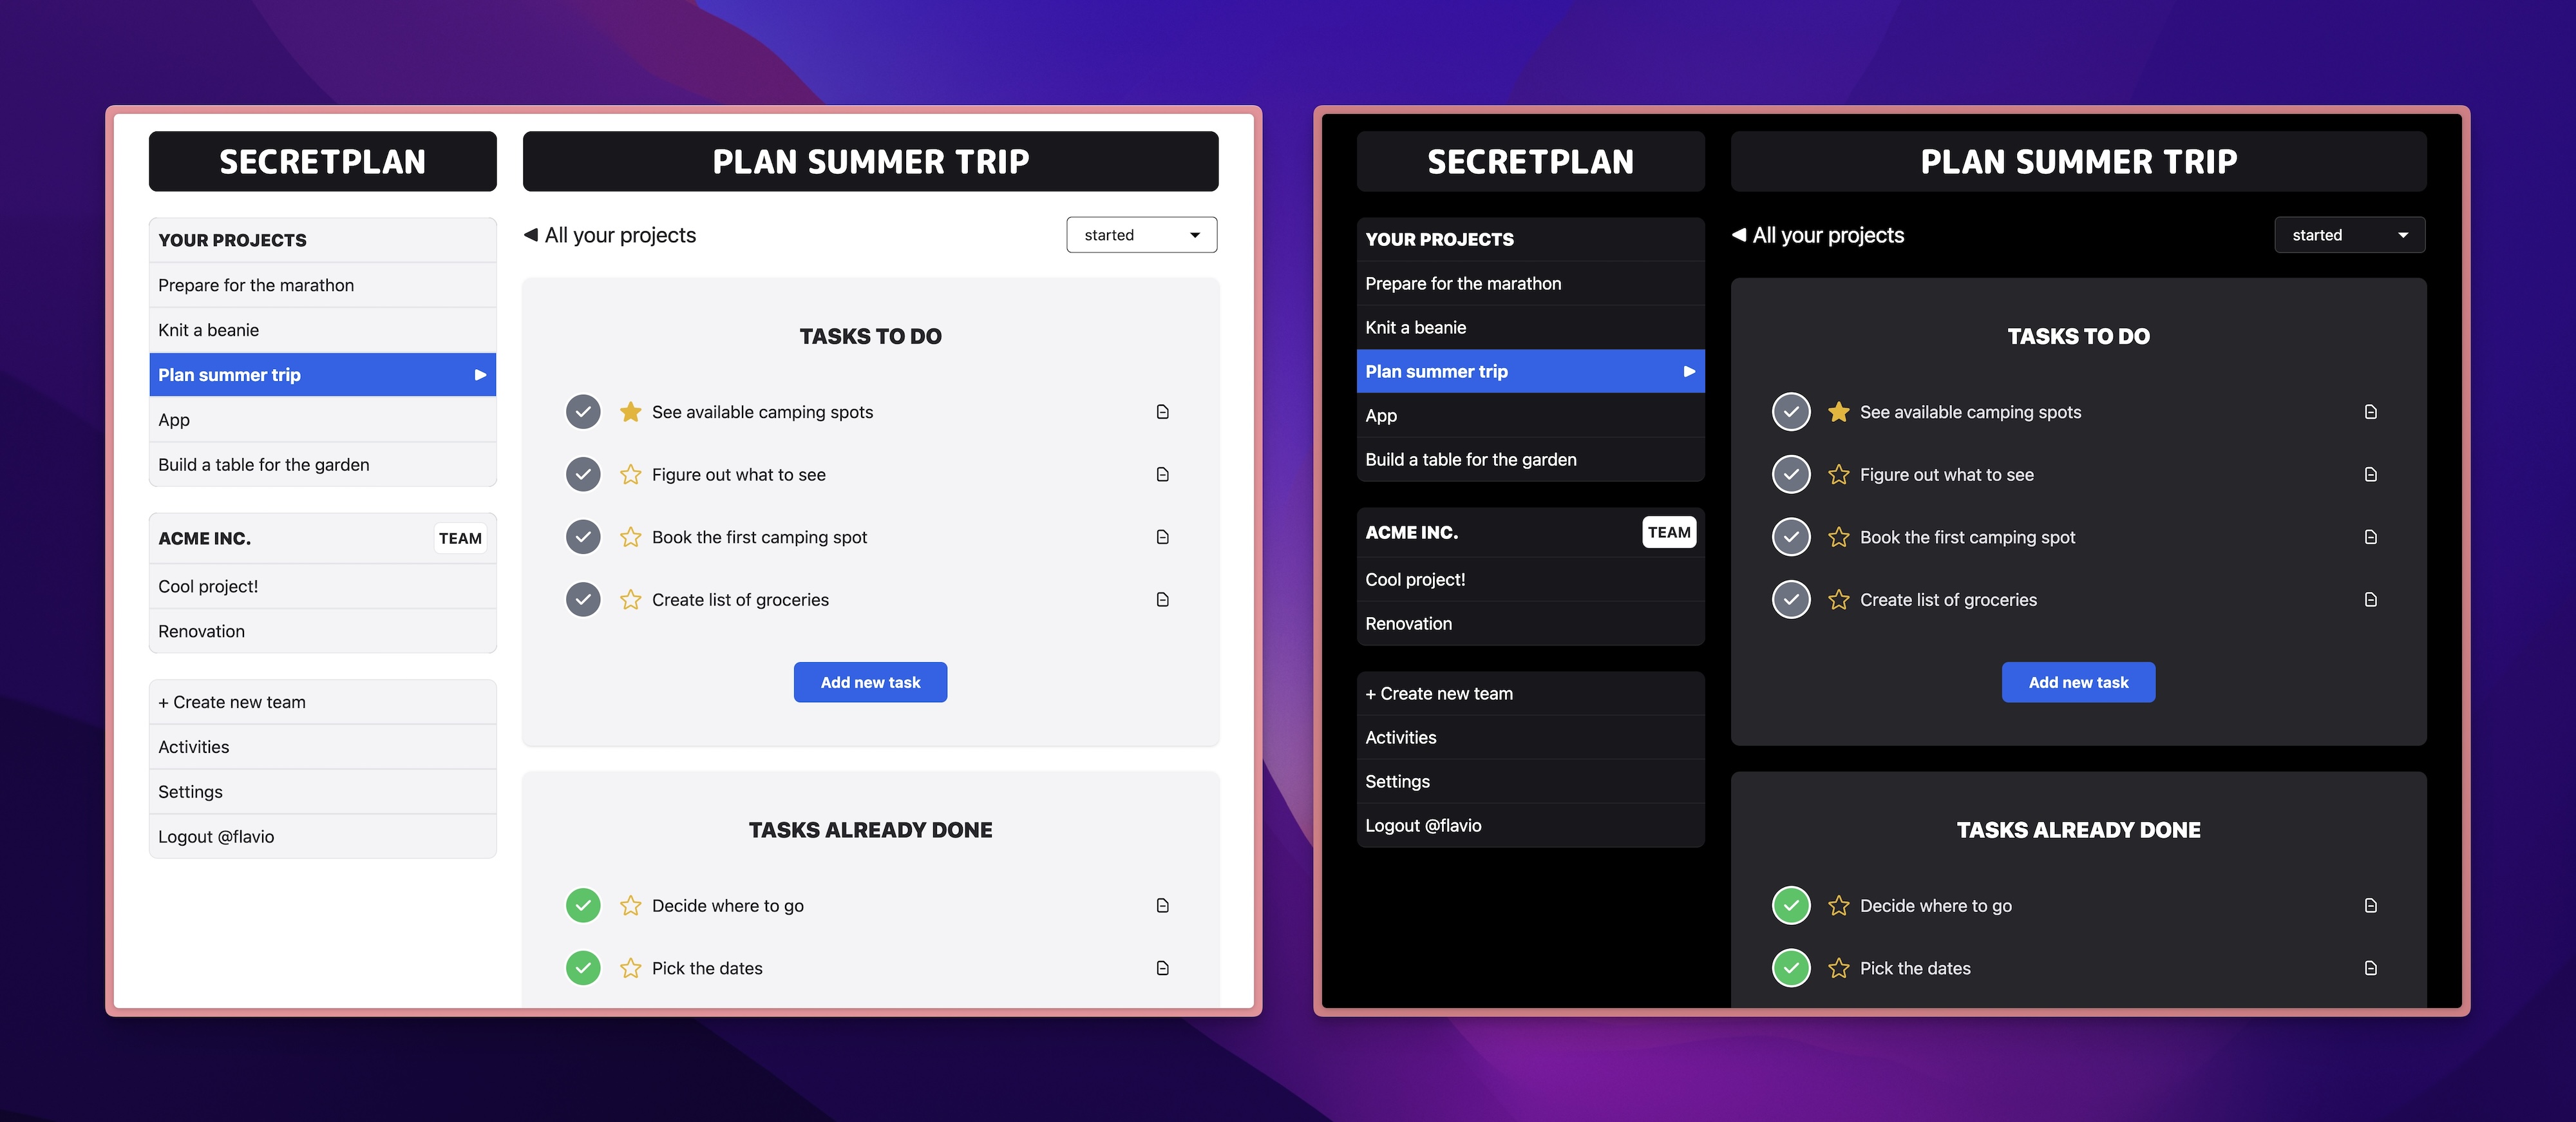 SECRETPLAN
YOUR PROJECTS
Prepare for the marathon
Knit a beanie
Plan summer trip
App
Build a table for the garden
ACME INC. TEAM
Cool project!
Renovation
+ Create new team
Activities
Settings
Logout @flavio
PLAN SUMMER TRIP
All your projects started
TASKS TO DO
See available camping spots
Figure out what to see
Book the first camping spot
Create list of groceries
Add new task
TASKS ALREADY DONE
Decide where to go
Pick the dates
SECRETPLAN
YOUR PROJECTS
Prepare for the marathon
Knit a beanie
Plan summer trip
App
Build a table for the garden
ACME INC. TEAM
Cool project!
Renovation
+ Create new team
Activities
Settings
Logout @flavio
PLAN SUMMER TRIP
All your projects started
TASKS TO DO
See available camping spots
Figure out what to see
Book the first camping spot
Create list of groceries
Add new task
TASKS ALREADY DONE
Decide where to go
Pick the dates